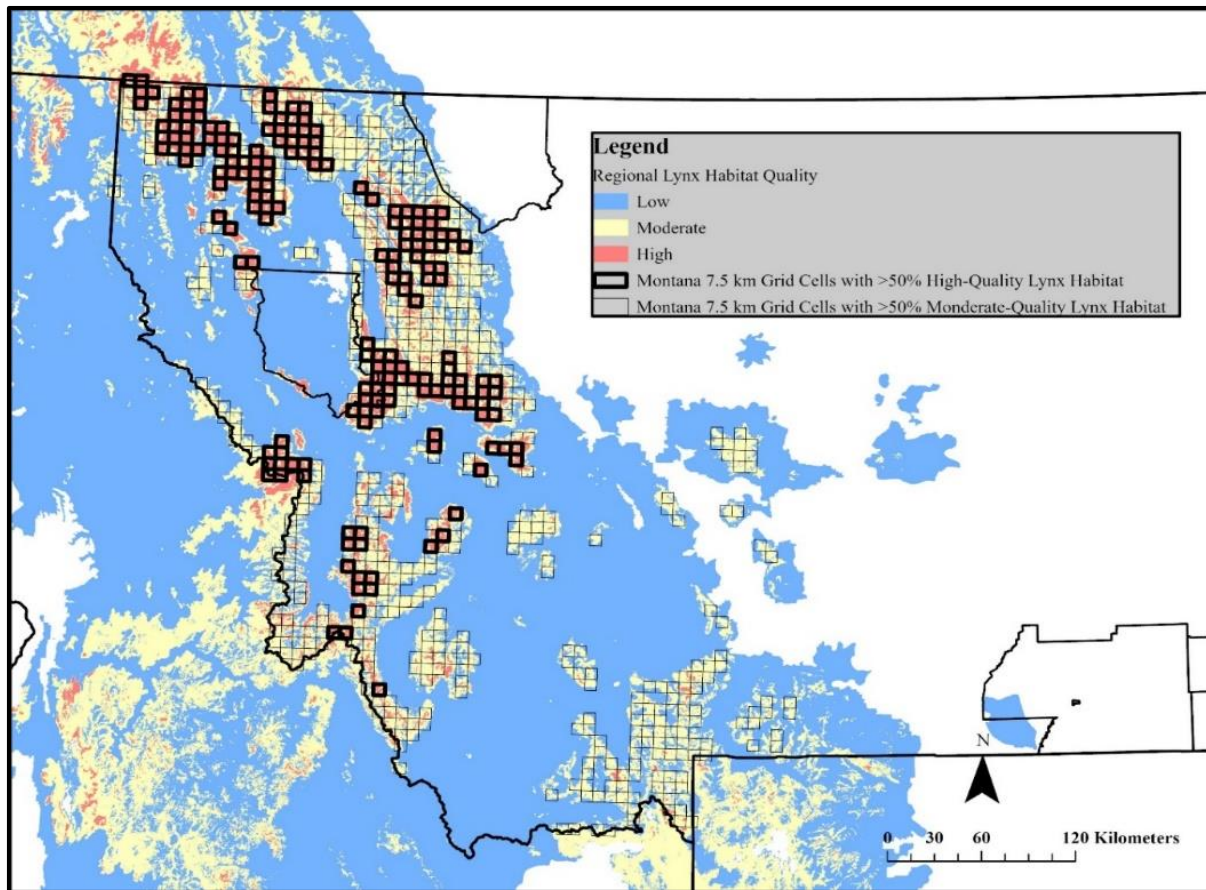 Legend
Regional Lynx Habitat Quality
Low
Moderate
High
Montana 7.5 km Grid Cells with >50% High-Quality Lynx Habitat
Montana 7.5 km Grid Cells with >50% Monderate-Quality Lynx Habitat
N
0 30 60 120 Kilometers